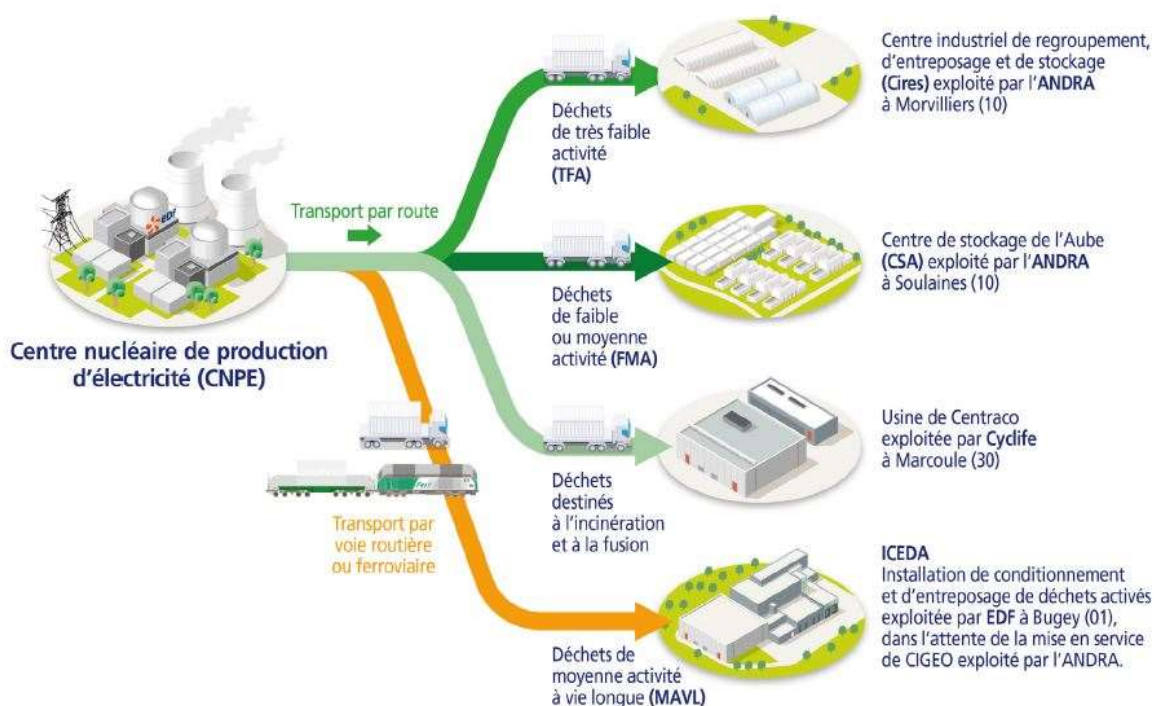 Centre industriel de regroupement,
d'entreposage et de stockage
(Cires) exploité par l'ANDRA
à Morvilliers (10)
Déchets
de très faible
activité
(TFA)
EDF
Transport par route
Centre de stockage de l'Aube
(CSA) exploité par l'ANDRA
à Soulaines (10)
Déchets
de faible
ou moyenne
activité (FMA)
Centre nucléaire de production
d'électricité (CNPE)
Usine de Centraco
exploitée par Cyclife
à Marcoule (30)
Déchets
destinés
à l'incinération
et à la fusion
Transport par
voie routière
ou ferroviaire
ICEDA
Installation de conditionnement
et d'entreposage de déchets activés
exploitée par EDF à Bugey (01),
dans l'attente de la mise en service
de CIGEO exploité par l'ANDRA.
Déchets de
moyenne activité
à vie longue (MAVL)